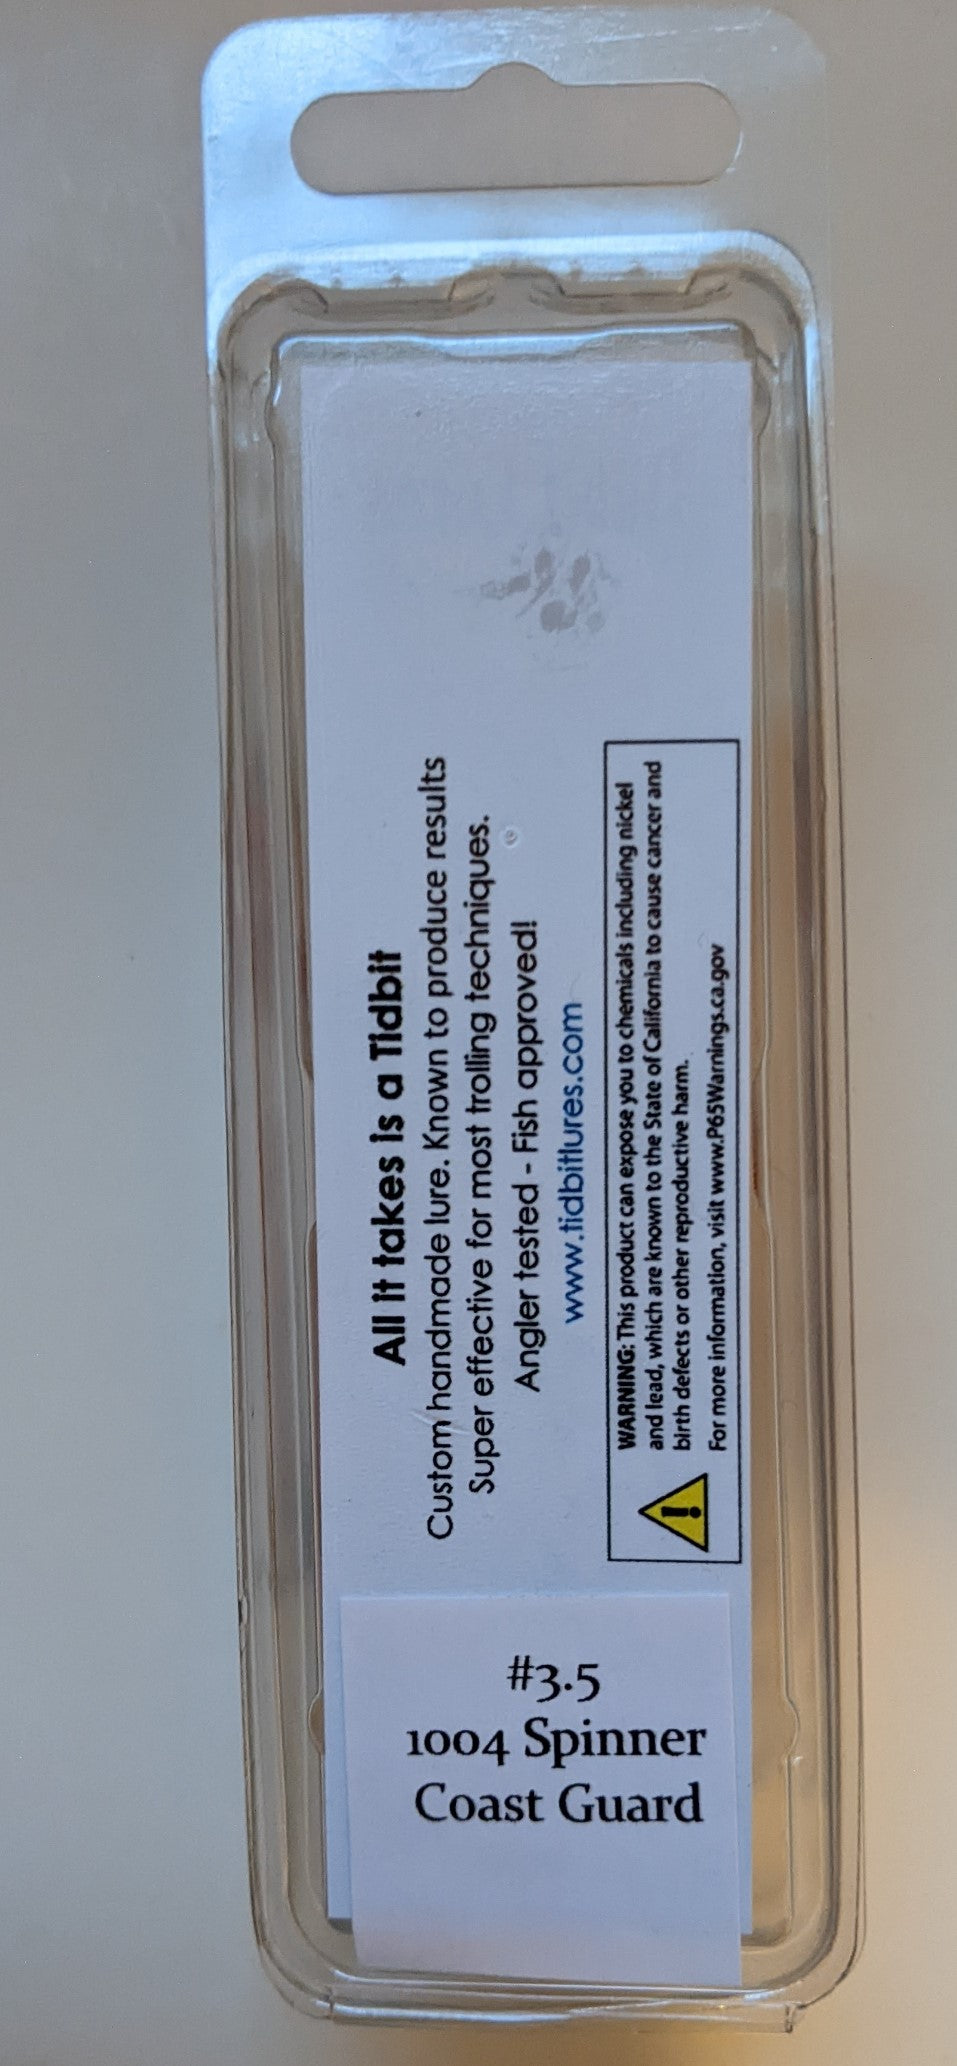 All it takes is a Tidbit
Custom handmade lure. Known to produce results
Super effective for most trolling techniques.
Angler tested - Fish approved!
www.tidbitlures.com
WARNING: This product can expose you to chemicals including nickel
and lead, which are known to the State of California to cause cancer and
birth defects or other reproductive harm.
For more information, visit www.P65Warnings.ca.gov
#3.5
1004 Spinner
Coast Guard